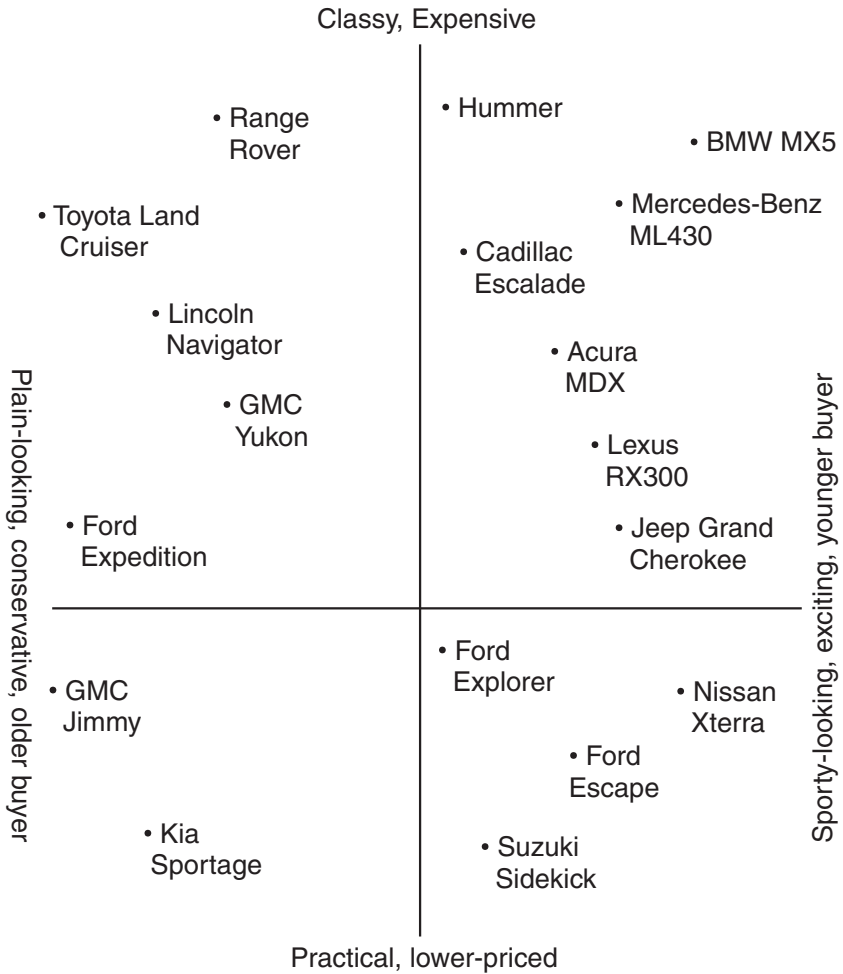 Classy, Expensive
Hummer
Range
Rover
BMW MX5
Mercedes-Benz
ML430
Toyota Land
Cruiser
Cadillac
Escalade
Lincoln
Navigator
Acura
MDX
GMC
Yukon
Lexus
RX300
Ford
Expedition
Jeep Grand
Cherokee
Plain-looking, conservative, older buyer
Sporty-looking, exciting, younger buyer
Ford
Explorer
GMC
Jimmy
Nissan
Xterra
Ford
Escape
Kia
Sportage
Suzuki
Sidekick
Practical, lower-priced